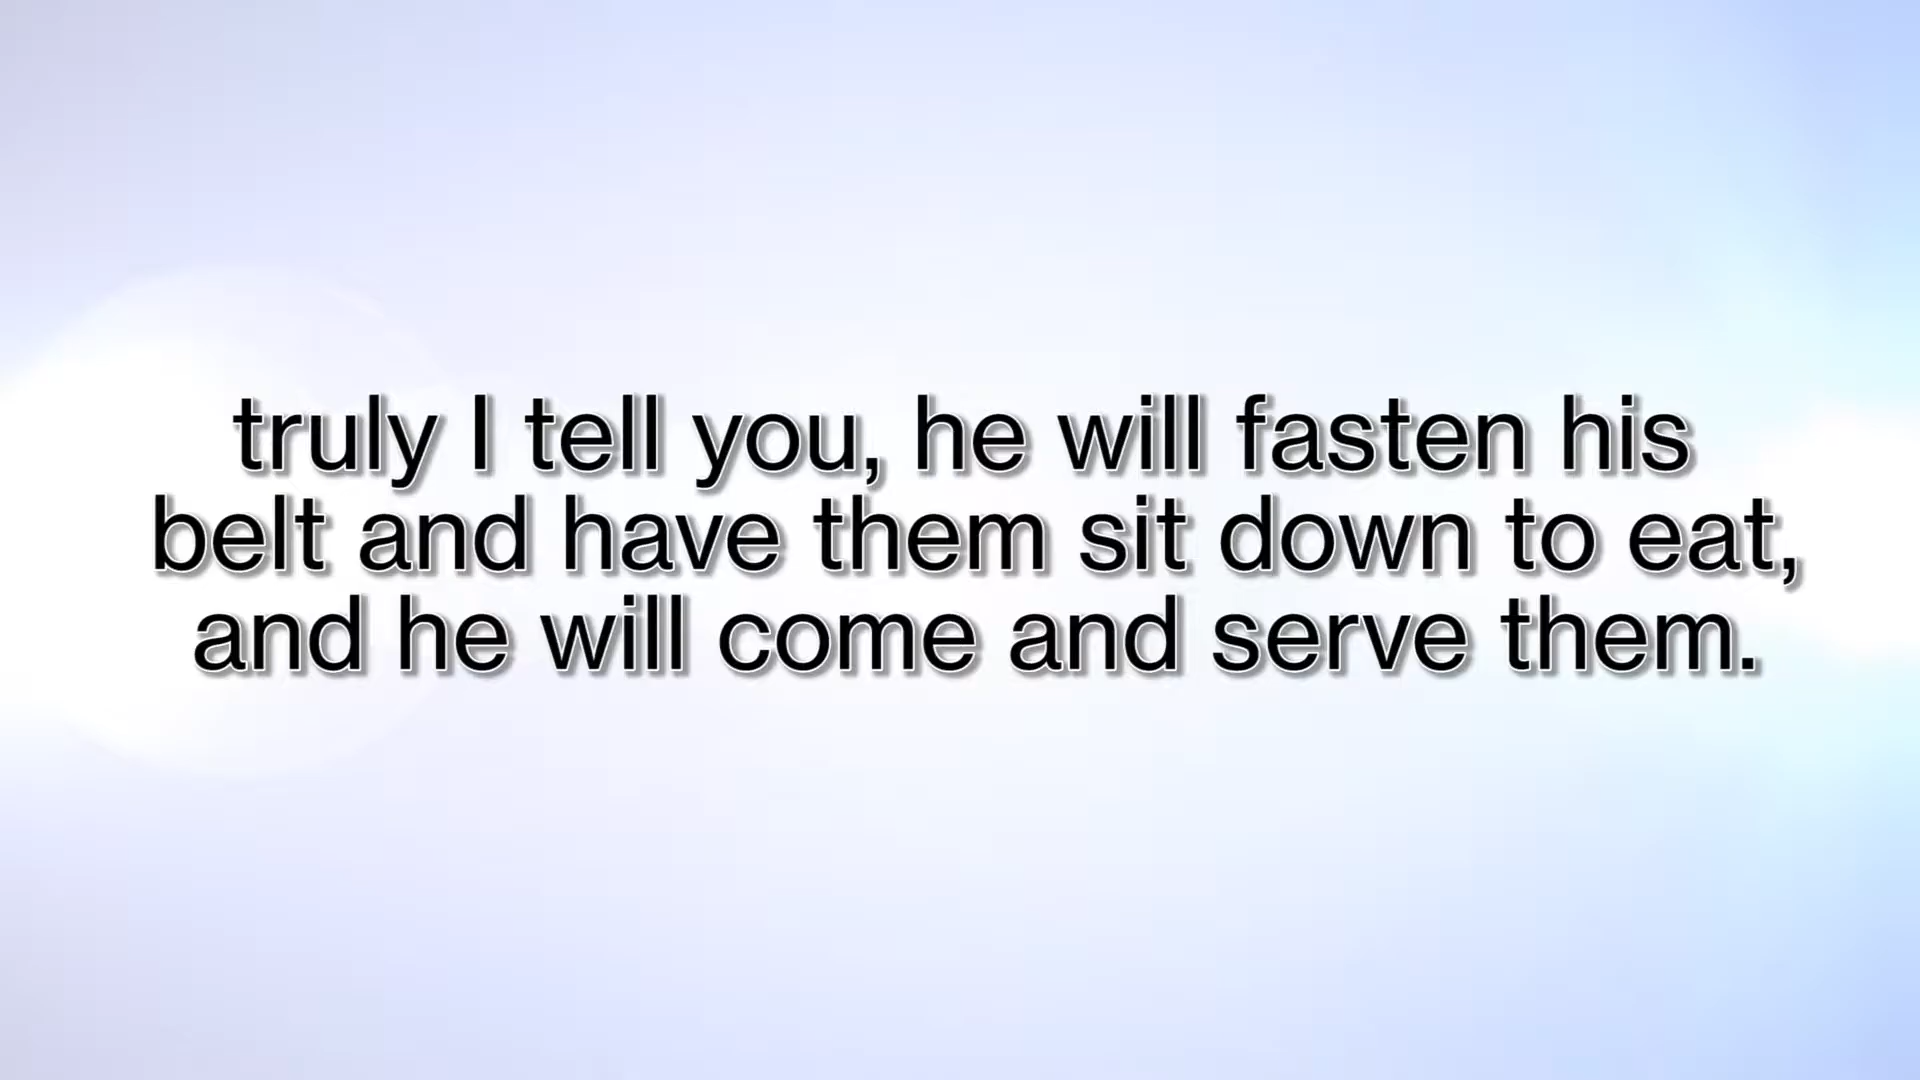 truly I tell you, he will fasten his
belt and have them sit down to eat,
and he will come and serve them.